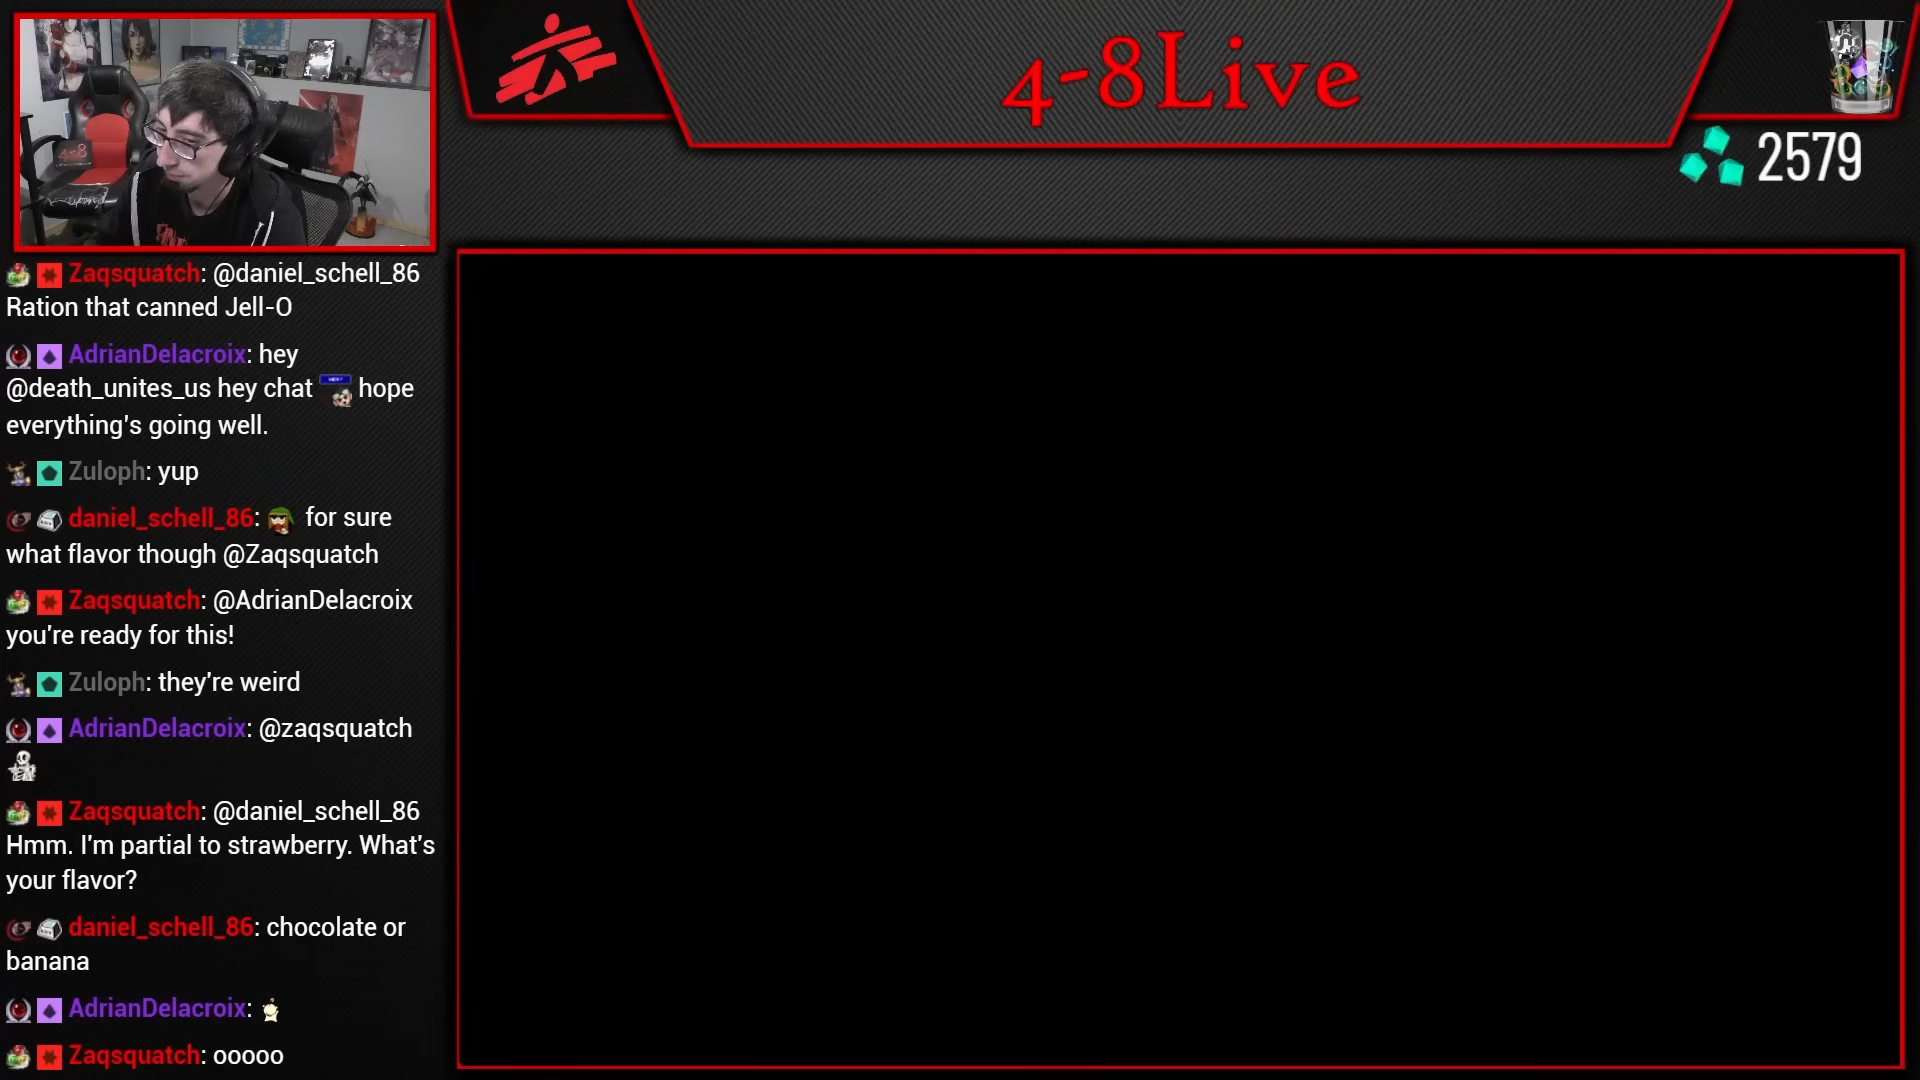 4-8Live
2579
4-8
Zaqsquatch: @daniel_schell_86
Ration that canned Jell-O
AdrianDelacroix: hey
@death_unites_us hey chat hope
everything's going well.
Zuloph: yup
daniel_schell_86: for sure
what flavor though @Zaqsquatch
Zaqsquatch: @AdrianDelacroix
you're ready for this!
Zuloph: they're weird
AdrianDelacroix: @zaqsquatch
Zaqsquatch: @daniel_schell_86
Hmm. I'm partial to strawberry. What's
your flavor?
daniel_schell_86: chocolate or
banana
AdrianDelacroix:
Zaqsquatch: ooooo